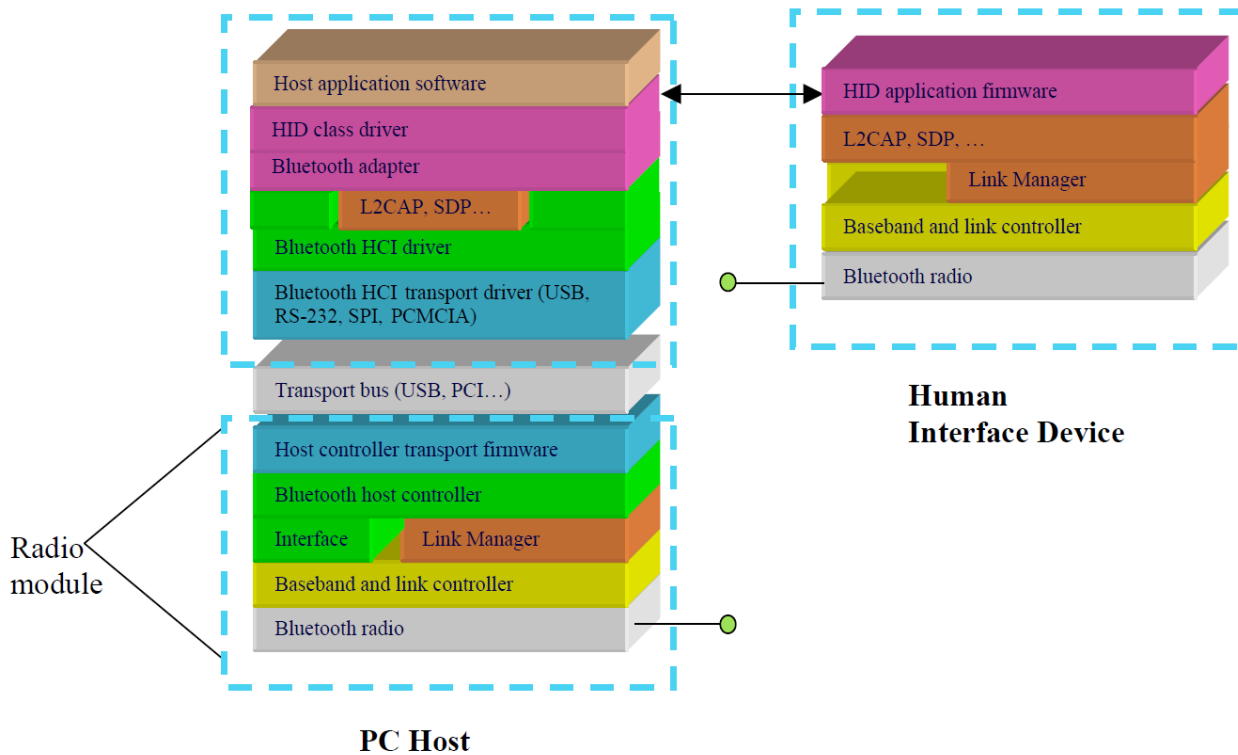 Host application software
HID class driver
Bluetooth adapter
L2CAP, SDP…
Bluetooth HCI driver
Bluetooth HCI transport driver (USB,
RS-232, SPI, PCMCIA)
Transport bus (USB, PCI…)
Host controller transport firmware
Bluetooth host controller
Interface
Link Manager
Baseband and link controller
Bluetooth radio
Radio
module
PC Host
HID application firmware
L2CAP, SDP, …
Link Manager
Baseband and link controller
Bluetooth radio
Human
Interface Device